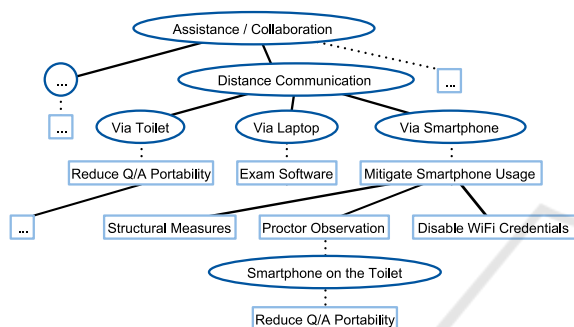 Assistance / Collaboration
...
Distance Communication
...
...
Via Toilet
Via Laptop
Via Smartphone
Reduce Q/A Portability
Exam Software
Mitigate Smartphone Usage
...
Structural Measures
Proctor Observation
Disable WiFi Credentials
Smartphone on the Toilet
Reduce Q/A Portability